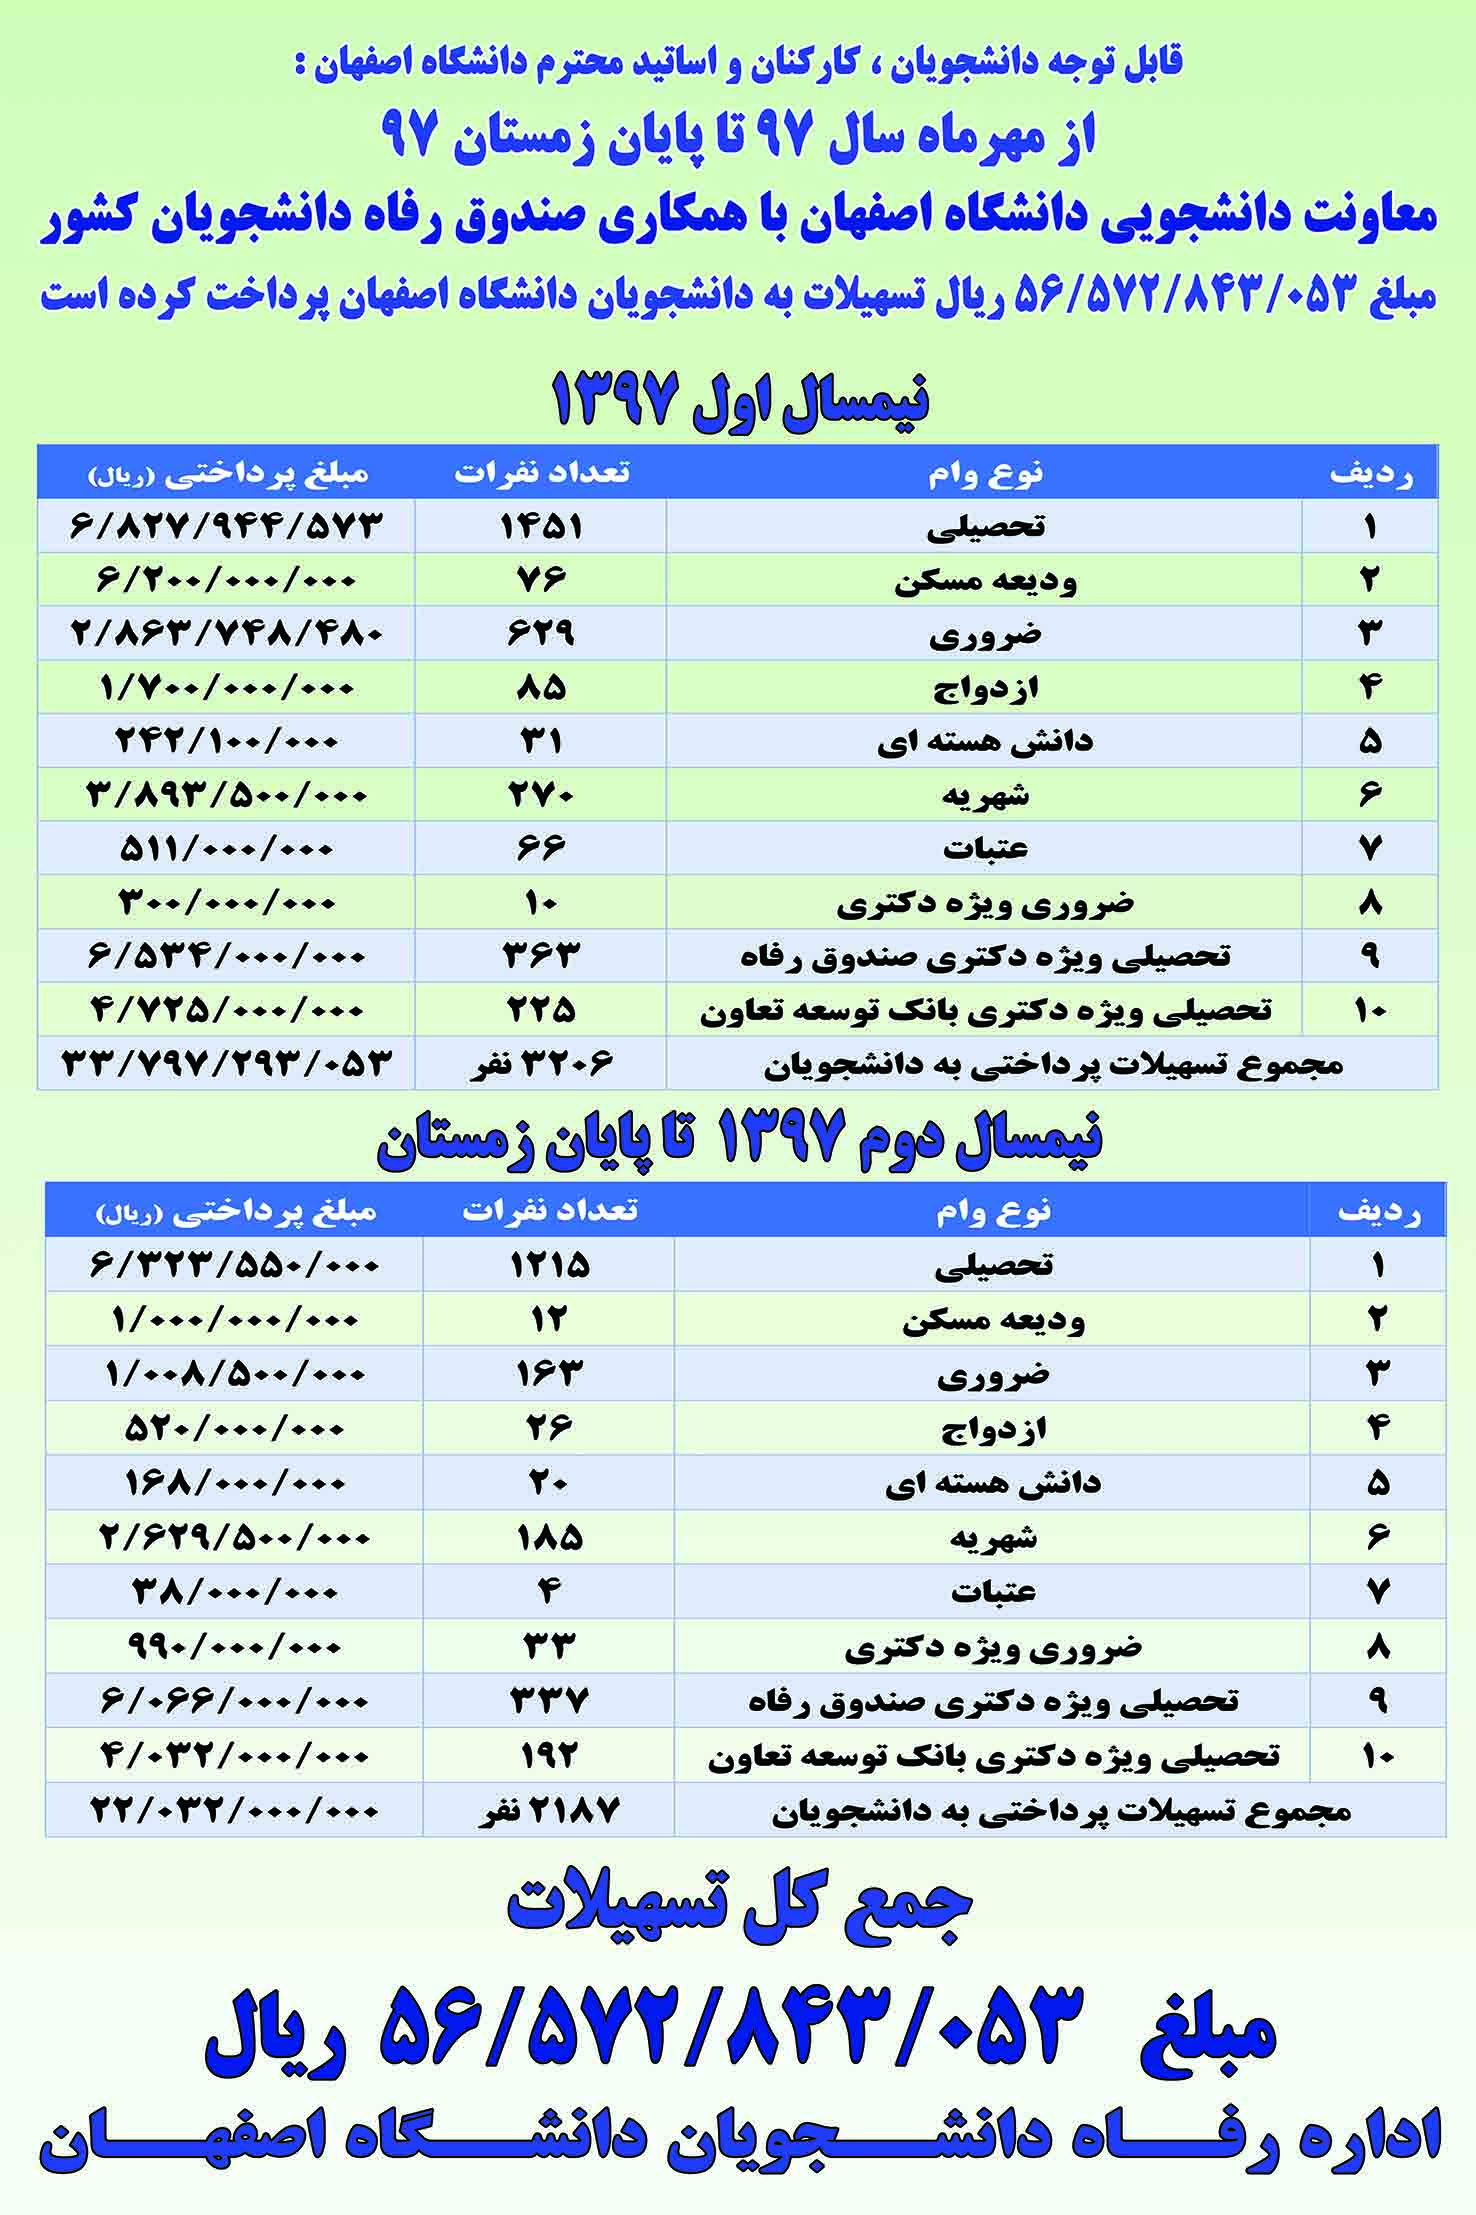 قابل توجه دانشجویان ، کارکنان و اساتید محترم دانشگاه اصفهان :
از مهرماه سال ۹۷ تا پایان زمستان ۹۷
معاونت دانشجویی دانشگاه اصفهان با همکاری صندوق رفاه دانشجویان کشور
مبلغ ۵۶/۵۷۲/۸۴۳/۰۵۳ ریال تسهیلات به دانشجویان دانشگاه اصفهان پرداخت کرده است
نیمسال اول ۱۳۹۷
ردیف نوع وام تعداد نفرات مبلغ پرداختی (ریال)
۱ تحصیلی ۱۴۵۱ ۶/۸۲۷/۹۴۴/۵۷۳
۲ ودیعه مسکن ۷۶ ۶/۲۰۰/۰۰۰/۰۰۰
۳ ضروری ۶۲۹ ۲/۸۶۳/۷۴۸/۴۸۰
۴ ازدواج ۸۵ ۱/۷۰۰/۰۰۰/۰۰۰
۵ دانش هسته ای ۳۱ ۲۴۲/۱۰۰/۰۰۰
۶ شهریه ۲۷۰ ۳/۸۹۳/۵۰۰/۰۰۰
۷ عتبات ۶۶ ۵۱۱/۰۰۰/۰۰۰
۸ ضروری ویژه دکتری ۱۰ ۳۰۰/۰۰۰/۰۰۰
۹ تحصیلی ویژه دکتری صندوق رفاه ۳۶۳ ۶/۵۳۴/۰۰۰/۰۰۰
۱۰ تحصیلی ویژه دکتری بانک توسعه تعاون ۲۲۵ ۴/۷۲۵/۰۰۰/۰۰۰
مجموع تسهیلات پرداختی به دانشجویان ۳۲۰۶ نفر ۳۳/۷۹۷/۲۹۳/۰۵۳
نیمسال دوم ۱۳۹۷ تا پایان زمستان
ردیف نوع وام تعداد نفرات مبلغ پرداختی (ریال)
۱ تحصیلی ۱۲۱۵ ۶/۳۲۳/۵۵۰/۰۰۰
۲ ودیعه مسکن ۱۲ ۱/۰۰۰/۰۰۰/۰۰۰
۳ ضروری ۱۶۳ ۱/۰۰۸/۵۰۰/۰۰۰
۴ ازدواج ۲۶ ۵۲۰/۰۰۰/۰۰۰
۵ دانش هسته ای ۲۰ ۱۶۸/۰۰۰/۰۰۰
۶ شهریه ۱۸۵ ۲/۶۲۹/۵۰۰/۰۰۰
۷ عتبات ۴ ۳۸/۰۰۰/۰۰۰
۸ ضروری ویژه دکتری ۳۳ ۹۹۰/۰۰۰/۰۰۰
۹ تحصیلی ویژه دکتری صندوق رفاه ۳۳۷ ۶/۰۶۶/۰۰۰/۰۰۰
۱۰ تحصیلی ویژه دکتری بانک توسعه تعاون ۱۹۲ ۴/۰۳۲/۰۰۰/۰۰۰
مجموع تسهیلات پرداختی به دانشجویان ۲۱۸۷ نفر ۲۲/۰۳۲/۰۰۰/۰۰۰
جمع کل تسهیلات
مبلغ ۵۶/۵۷۲/۸۴۳/۰۵۳ ریال
اداره رفـــاه دانشـــجویان دانشـــگاه اصفهـــان